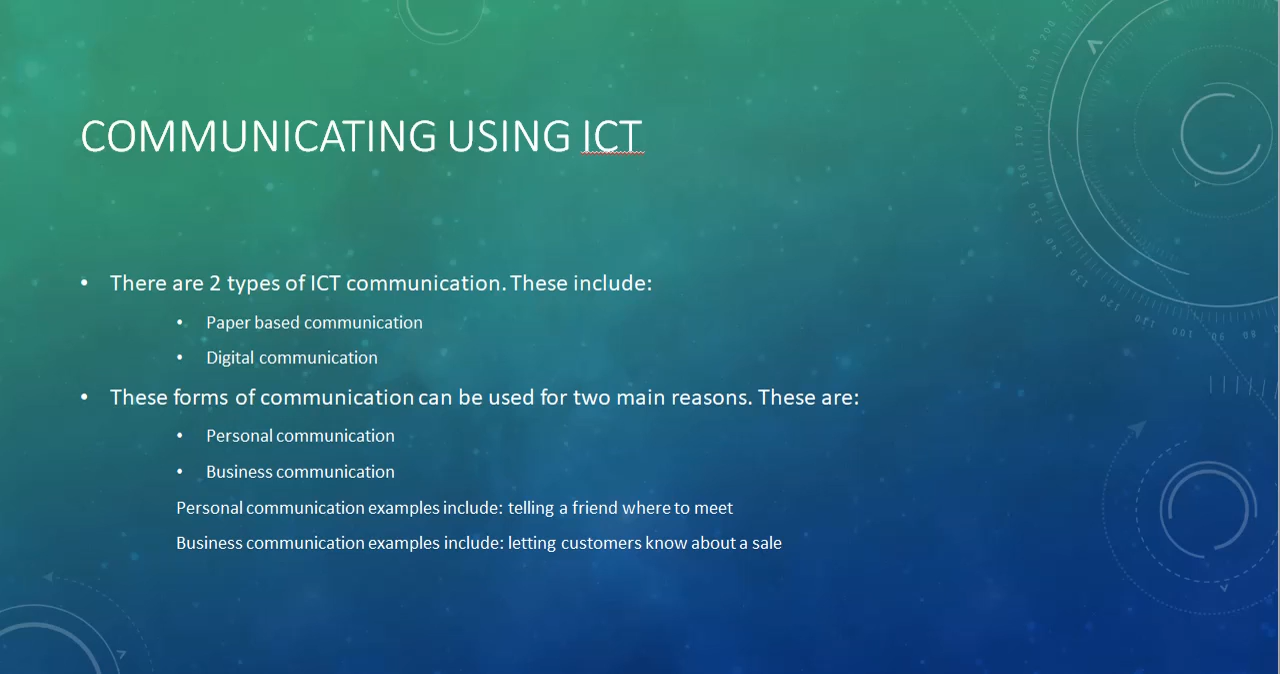 COMMUNICATING USING ICT
• There are 2 types of ICT communication. These include:
• Paper based communication
• Digital communication
• These forms of communication can be used for two main reasons. These are:
• Personal communication
• Business communication
Personal communication examples include: telling a friend where to meet
Business communication examples include: letting customers know about a sale